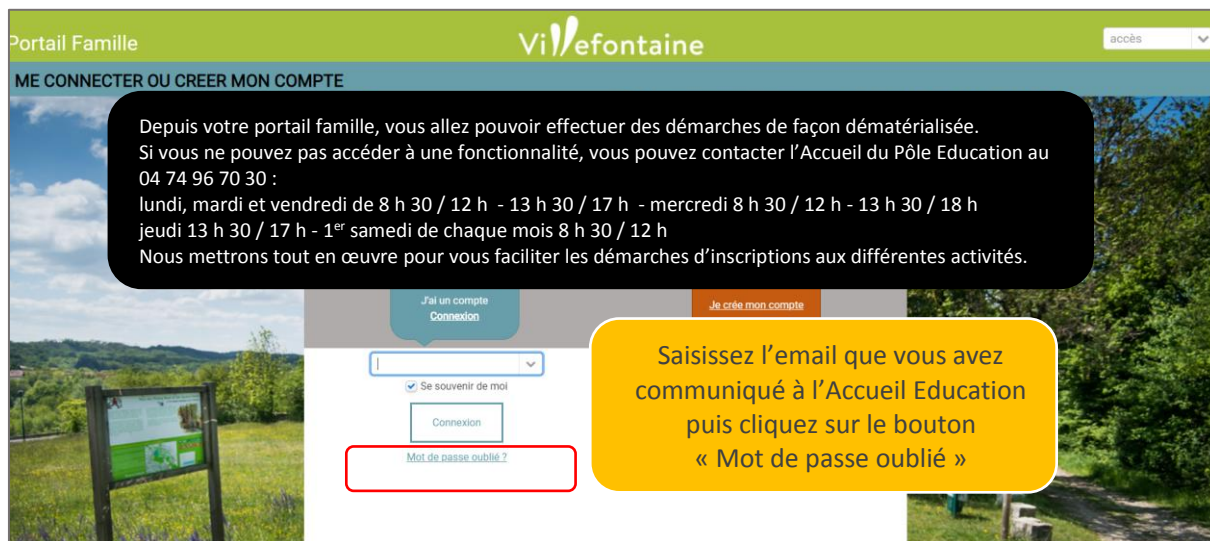 Portail Famille
Villefontaine
accès
ME CONNECTER OU CREER MON COMPTE
Depuis votre portail famille, vous allez pouvoir effectuer des démarches de façon dématérialisée.
Si vous ne pouvez pas accéder à une fonctionnalité, vous pouvez contacter l’Accueil du Pôle Education au
04 74 96 70 30 :
lundi, mardi et vendredi de 8 h 30 / 12 h - 13 h 30 / 17 h - mercredi 8 h 30 / 12 h - 13 h 30 / 18 h
jeudi 13 h 30 / 17 h - 1er samedi de chaque mois 8 h 30 / 12 h
Nous mettrons tout en œuvre pour vous faciliter les démarches d’inscriptions aux différentes activités.
J'ai un compte
Connexion
Je crée mon compte
Se souvenir de moi
Connexion
Mot de passe oublié ?
Saisissez l’email que vous avez
communiqué à l’Accueil Education
puis cliquez sur le bouton
« Mot de passe oublié »